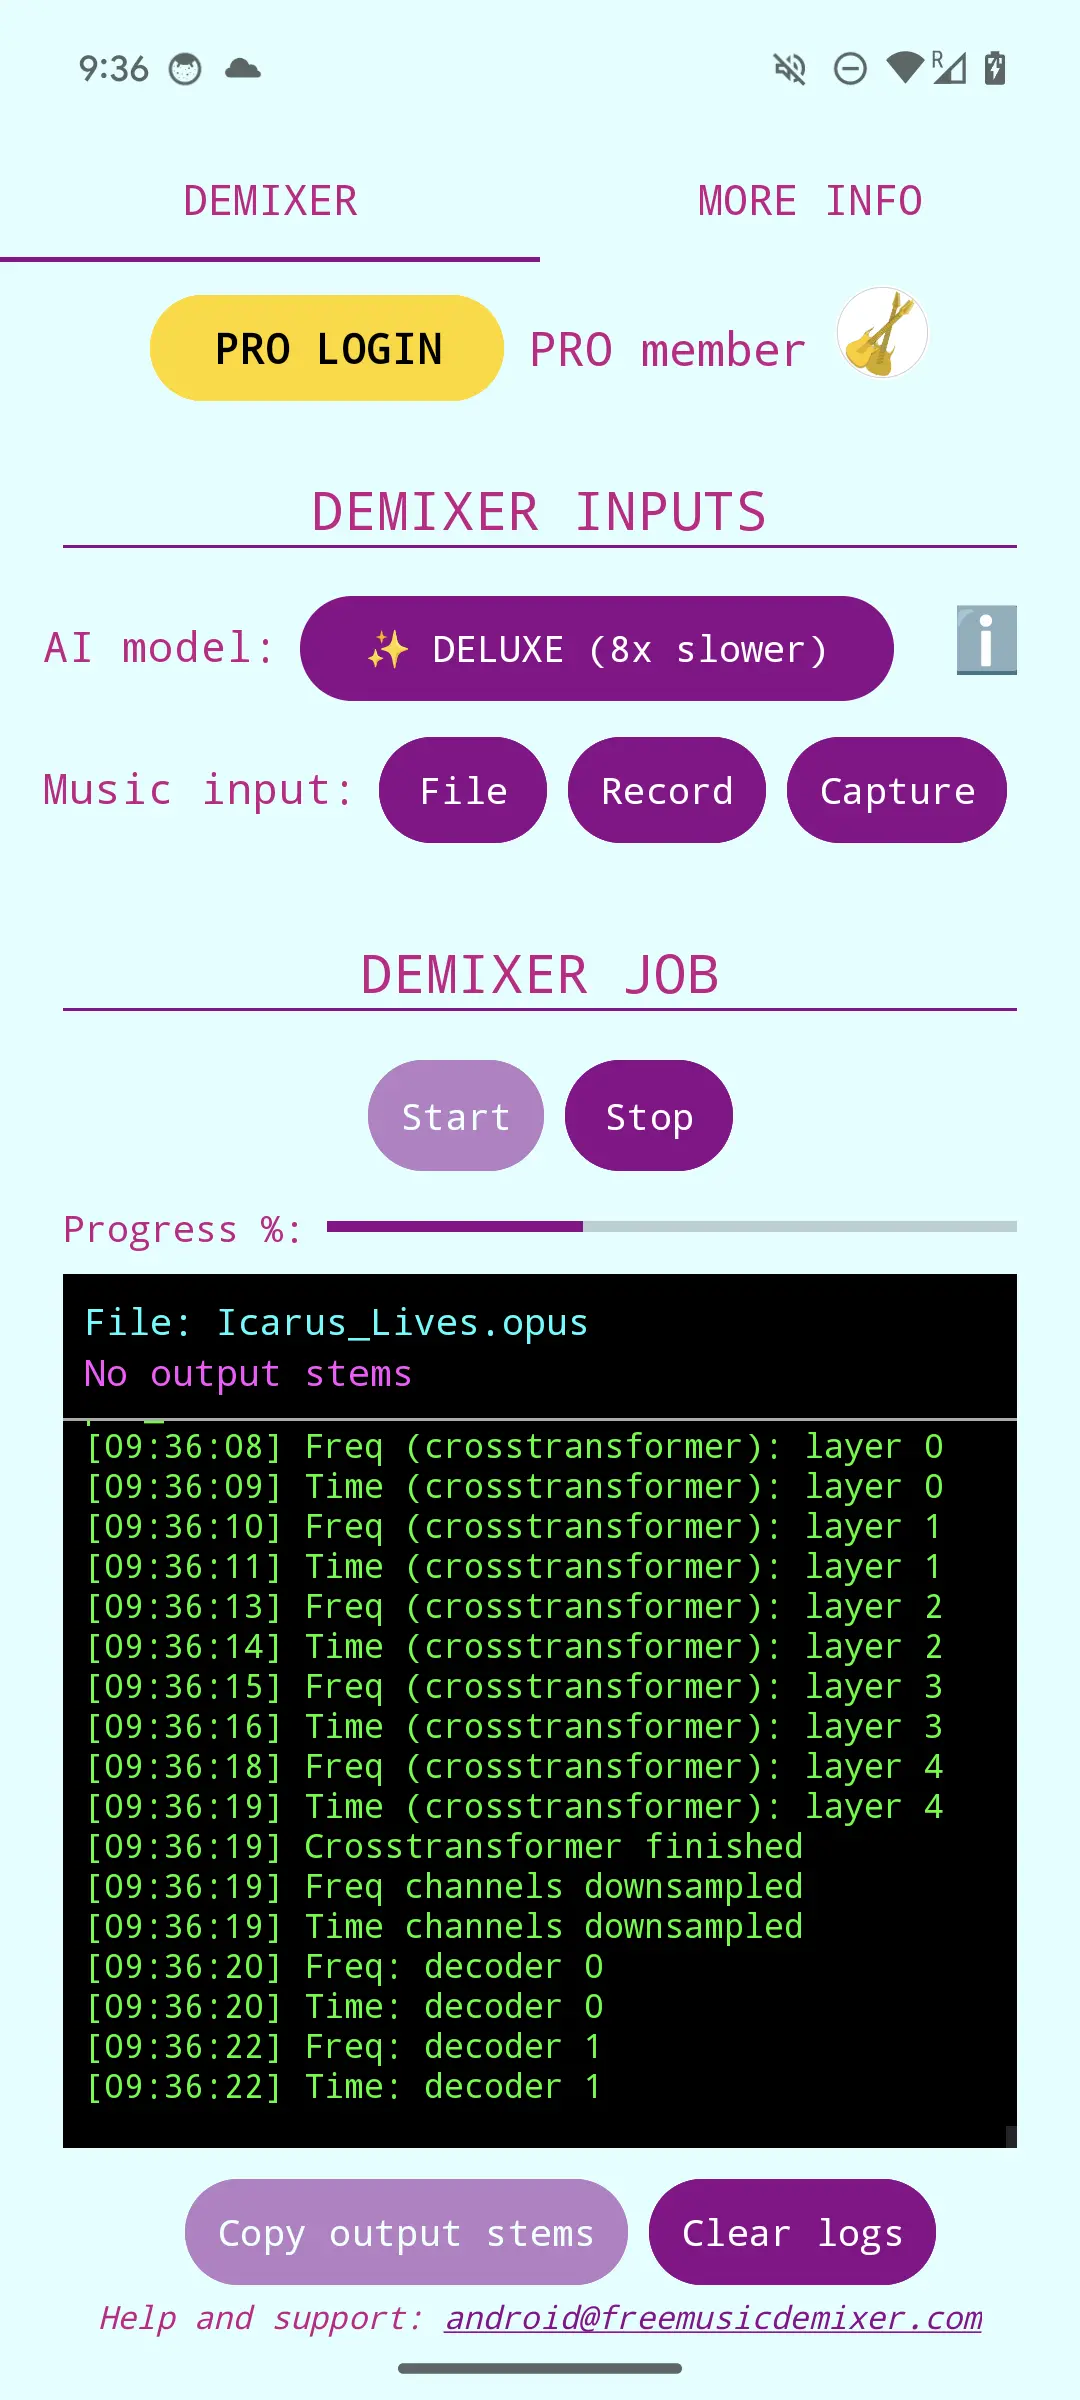 9:36
R
DEMIXER
MORE INFO
PRO LOGIN
PRO member
DEMIXER INPUTS
AI model:
✨ DELUXE (8x slower)
ℹ️
Music input:
File
Record
Capture
DEMIXER JOB
Start
Stop
Progress %:
File: Icarus_Lives.opus
No output stems
[09:36:08] Freq (crosstransformer): layer 0
[09:36:09] Time (crosstransformer): layer 0
[09:36:10] Freq (crosstransformer): layer 1
[09:36:11] Time (crosstransformer): layer 1
[09:36:13] Freq (crosstransformer): layer 2
[09:36:14] Time (crosstransformer): layer 2
[09:36:15] Freq (crosstransformer): layer 3
[09:36:16] Time (crosstransformer): layer 3
[09:36:18] Freq (crosstransformer): layer 4
[09:36:19] Time (crosstransformer): layer 4
[09:36:19] Crosstransformer finished
[09:36:19] Freq channels downsampled
[09:36:19] Time channels downsampled
[09:36:20] Freq: decoder 0
[09:36:20] Time: decoder 0
[09:36:22] Freq: decoder 1
[09:36:22] Time: decoder 1
Copy output stems
Clear logs
Help and support: android@freemusicdemixer.com